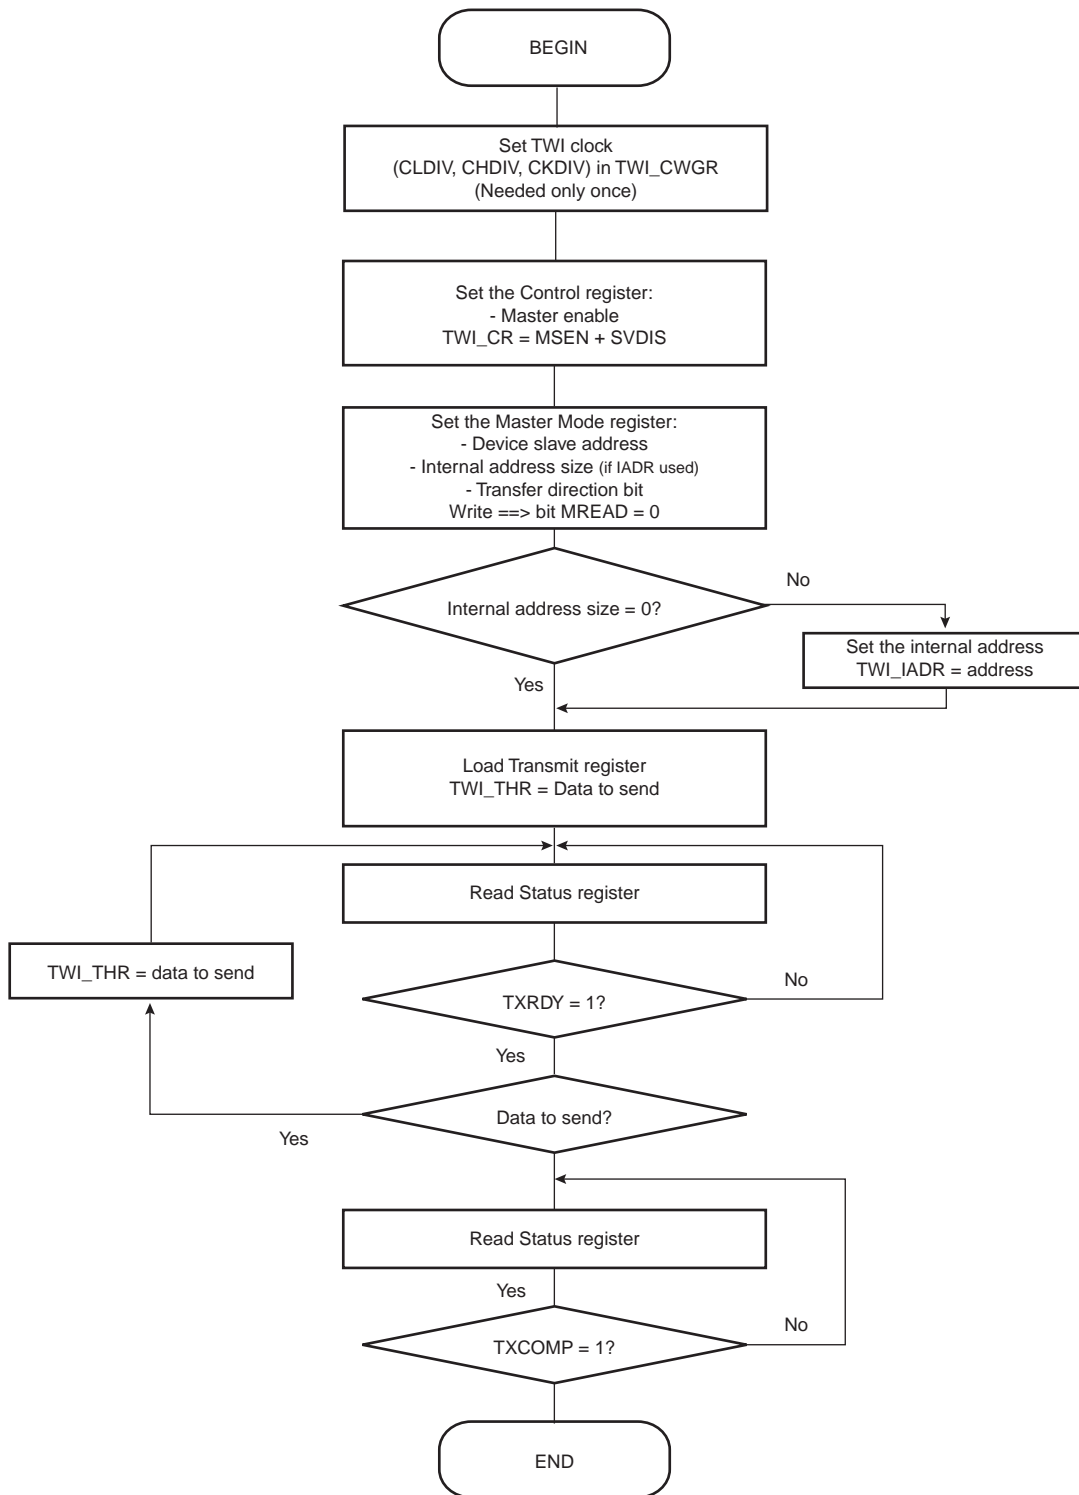 BEGIN
Set TWI clock
(CLDIV, CHDIV, CKDIV) in TWI_CWGR
(Needed only once)
Set the Control register:
- Master enable
TWI_CR = MSEN + SVDIS
Set the Master Mode register:
- Device slave address
- Internal address size (if IADR used)
- Transfer direction bit
Write ==> bit MREAD = 0
No
Internal address size = 0?
Set the internal address
TWI_IADR = address
Yes
Load Transmit register
TWI_THR = Data to send
Read Status register
TWI_THR = data to send
No
TXRDY = 1?
Yes
Data to send?
Yes
Read Status register
Yes
No
TXCOMP = 1?
END